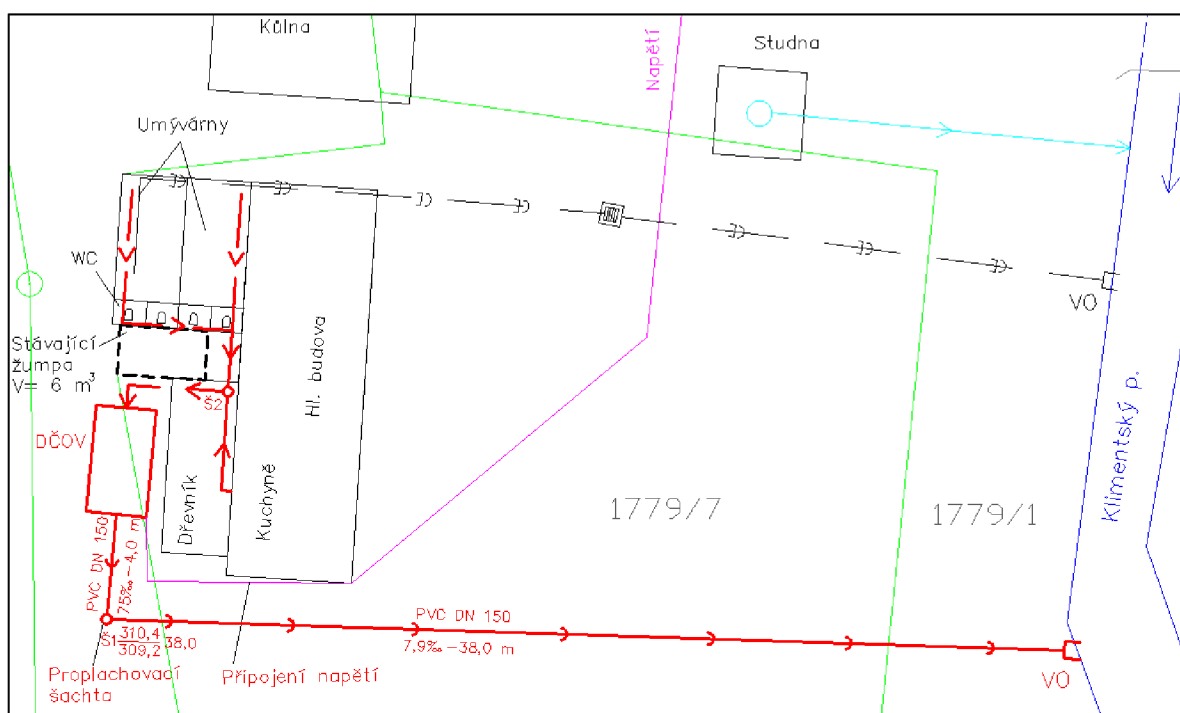 Kůlna
Studna
Napětí
Umývárny
WC
VO
Stávající
žumpa
V= 6 m³
Š2
DČOV
Hl. budova
Klimentský p.
Dřevník
Kuchyně
1779/7
1779/1
PVC DN 150
75‰-4,0 m
PVC DN 150
7,9‰-38,0 m
Š1 310,4
309,2 38,0
Proplachovací
šachta
Připojení napětí
VO